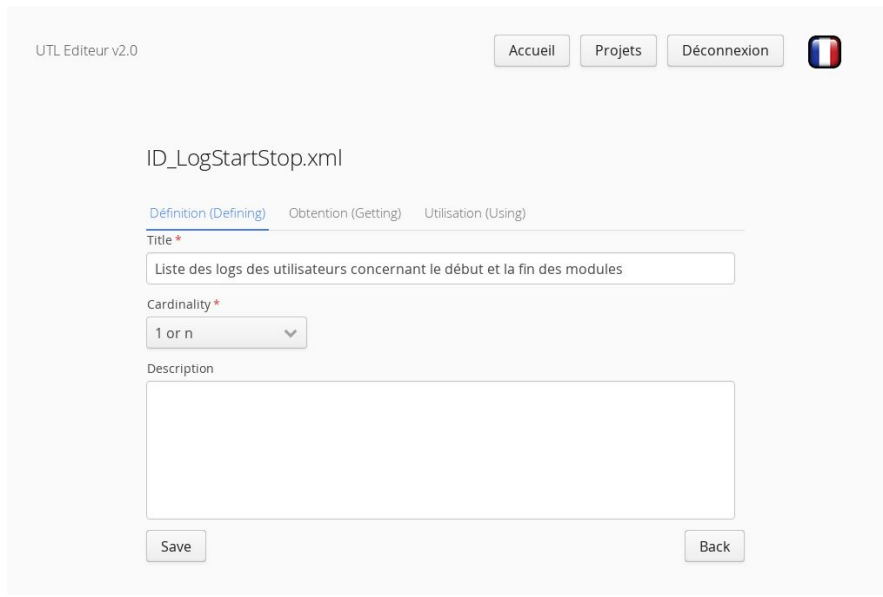 UTL Editeur v2.0
Accueil Projets Déconnexion
ID_LogStartStop.xml
Définition (Defining) Obtention (Getting) Utilisation (Using)
Title *
Liste des logs des utilisateurs concernant le début et la fin des modules
Cardinality *
1 or n
Description
Save Back